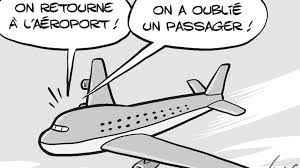 ON RETOURNE
À L'AÉROPORT !
ON A OUBLIÉ
UN PASSAGER !